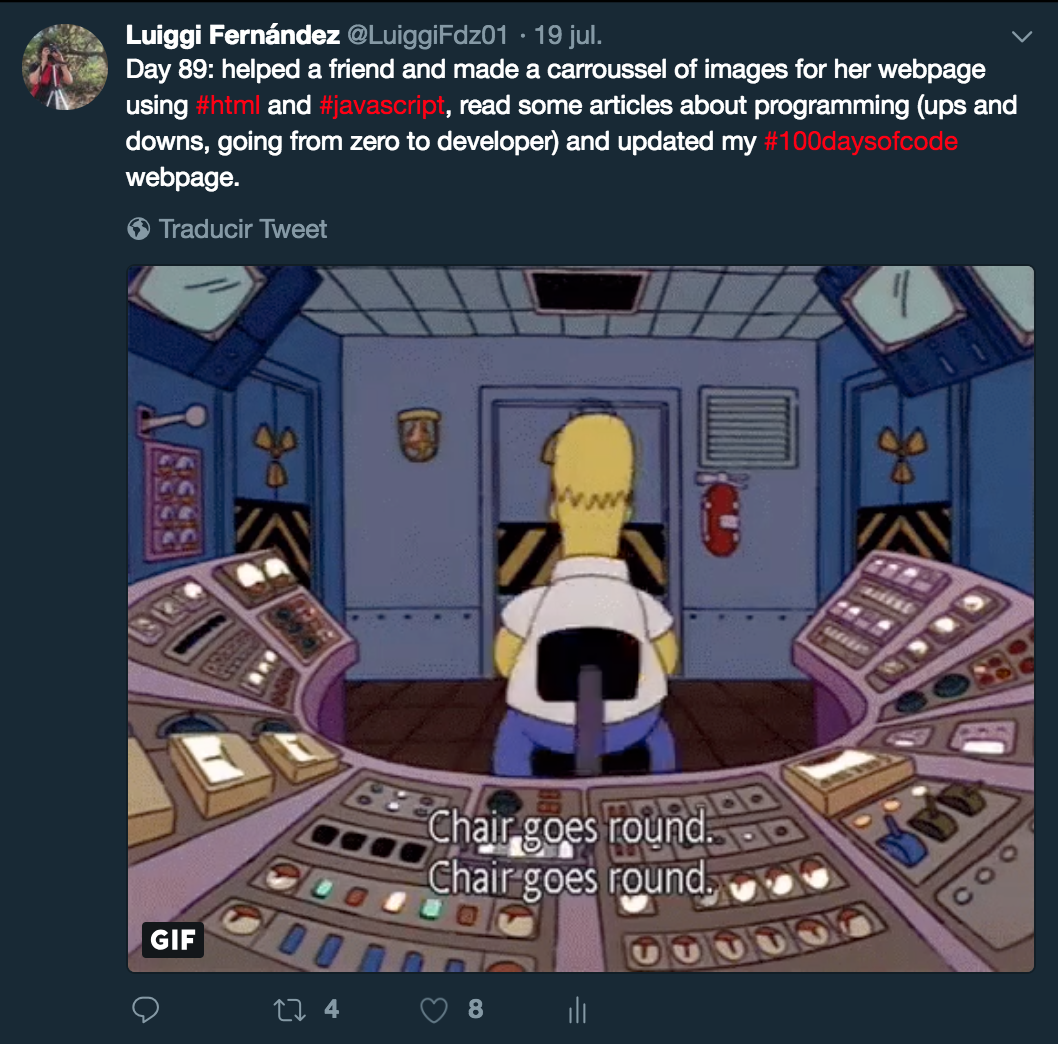 Luiggi Fernández @LuiggiFdz01 · 19 jul.
Day 89: helped a friend and made a carroussel of images for her webpage
using #html and #javascript, read some articles about programming (ups and
downs, going from zero to developer) and updated my #100daysofcode
webpage.
Traducir Tweet
Chair goes round.
Chair goes round.
GIF
4 8